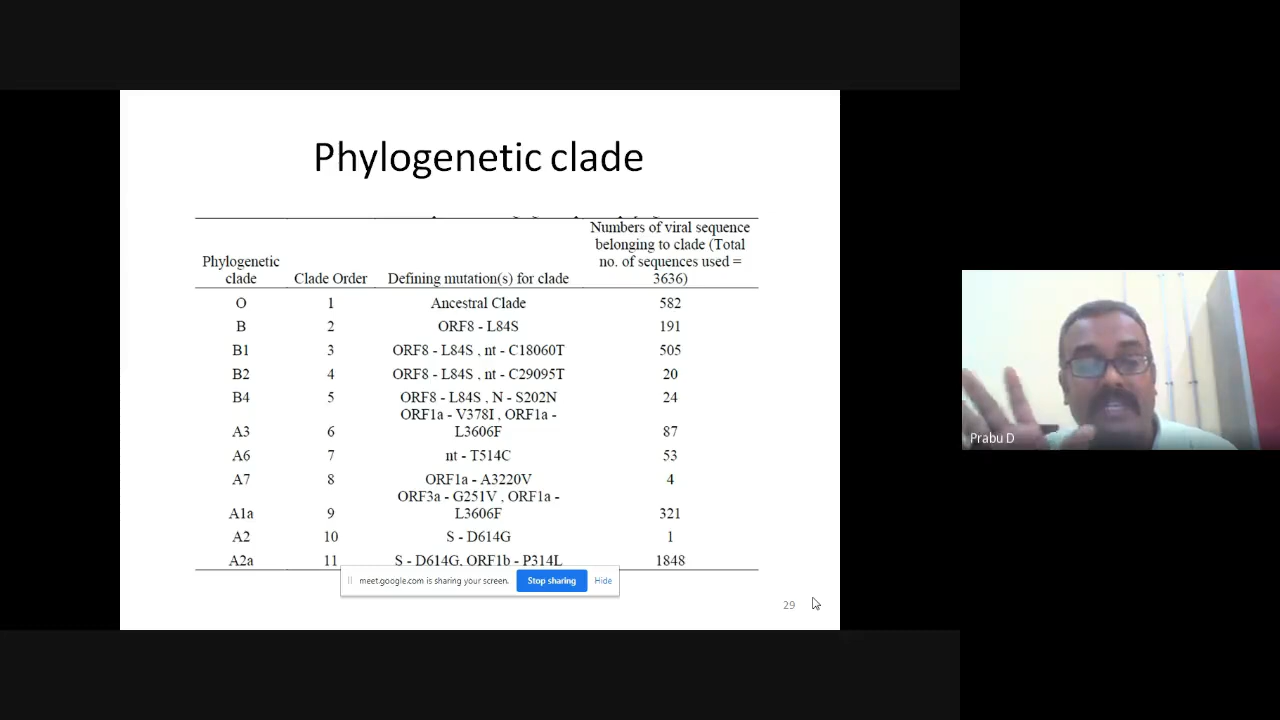 Phylogenetic clade
Numbers of viral sequence
belonging to clade (Total
Phylogenetic no. of sequences used =
clade Clade Order Defining mutation(s) for clade 3636)
O 1 Ancestral Clade 582
B 2 ORF8 - L84S 191
B1 3 ORF8 - L84S , nt - C18060T 505
B2 4 ORF8 - L84S , nt - C29095T 20
B4 5 ORF8 - L84S , N - S202N 24
ORF1a - V378I , ORF1a -
A3 6 L3606F 87
A6 7 nt - T514C 53
A7 8 ORF1a - A3220V 4
ORF3a - G251V , ORF1a -
A1a 9 L3606F 321
A2 10 S - D614G 1
A2a 11 S - D614G, ORF1b - P314L 1848
meet.google.com is sharing your screen. Stop sharing Hide
29
Prabu D